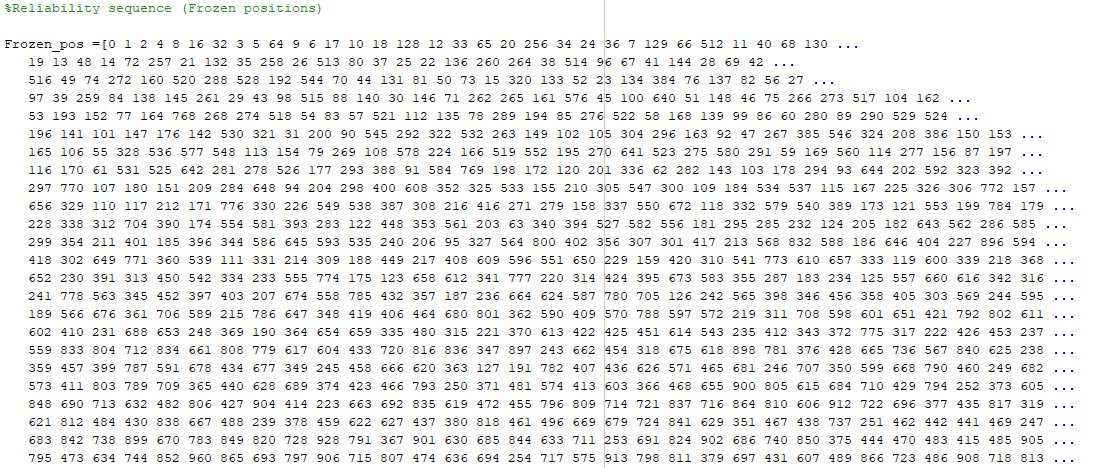 %Reliability sequence (Frozen positions)
Frozen_pos =[0 1 2 4 8 16 32 3 5 64 9 6 17 10 18 128 12 33 65 20 256 34 24 36 7 129 66 512 11 40 68 130 ...
19 13 48 14 72 257 21 132 35 258 26 513 80 37 25 22 136 260 264 38 514 96 67 41 144 28 69 42 ...
516 49 74 272 160 520 288 528 192 544 70 44 131 81 50 73 15 320 133 52 23 134 384 76 137 82 56 27 ...
97 39 259 84 138 145 261 29 43 98 515 88 140 30 146 71 262 265 161 576 45 100 640 51 148 46 75 266 273 517 104 162 ...
53 193 152 77 164 768 268 274 518 54 83 57 521 112 135 78 289 194 85 276 522 58 168 139 99 86 60 280 89 290 529 524 ...
196 141 101 147 176 142 530 321 31 200 90 545 292 322 532 263 149 102 105 304 296 163 92 47 267 385 546 324 208 386 150 153 ...
165 106 55 328 536 577 548 113 154 79 269 108 578 224 166 519 552 195 270 641 523 275 580 291 59 169 560 114 277 156 87 197 ...
116 170 61 531 525 642 281 278 526 177 293 388 91 584 769 198 172 120 201 336 62 282 143 103 178 294 93 644 202 592 323 392 ...
297 770 107 180 151 209 284 648 94 204 298 400 608 352 325 533 155 210 305 547 300 109 184 534 537 115 167 225 326 306 772 157 ...
656 329 110 117 212 171 776 330 226 549 538 387 308 216 416 271 279 158 337 550 672 118 332 579 540 389 173 121 553 199 784 179 ...
228 338 312 704 390 174 554 581 393 283 122 448 353 561 203 63 340 394 527 582 556 181 295 285 232 124 205 182 643 562 286 585 ...
299 354 211 401 185 396 344 586 645 593 535 240 206 95 327 564 800 402 356 307 301 417 213 568 832 588 186 646 404 227 896 594 ...
418 302 649 771 360 539 111 331 214 309 188 449 217 408 609 596 551 650 229 159 420 310 541 773 610 657 333 119 600 339 218 368 ...
652 230 391 313 450 542 334 233 555 774 175 123 658 612 341 777 220 314 424 395 673 583 355 287 183 234 125 557 660 616 342 316 ...
241 778 563 345 452 397 403 207 674 558 785 432 357 187 236 664 624 587 780 705 126 242 565 398 346 456 358 405 303 569 244 595 ...
189 566 676 361 706 589 215 786 647 348 419 406 464 680 801 362 590 409 570 788 597 572 219 311 708 598 601 651 421 792 802 611 ...
602 410 231 688 653 248 369 190 364 654 659 335 480 315 221 370 613 422 425 451 614 543 235 412 343 372 775 317 222 426 453 237 ...
559 833 804 712 834 661 808 779 617 604 433 720 816 836 347 897 243 662 454 318 675 618 898 781 376 428 665 736 567 840 625 238 ...
359 457 399 787 591 678 434 677 349 245 458 666 620 363 127 191 782 407 436 626 571 465 681 246 707 350 599 668 790 460 249 682 ...
573 411 803 789 709 365 440 628 689 374 423 466 793 250 371 481 574 413 603 366 468 655 900 805 615 684 710 429 794 252 373 605 ...
848 690 713 632 482 806 427 904 414 223 663 692 835 619 472 455 796 809 714 721 837 716 864 810 606 912 722 696 377 435 817 319 ...
621 812 484 430 838 667 488 239 378 459 622 627 437 380 818 461 496 669 679 724 841 629 351 467 438 737 251 462 442 441 469 247 ...
683 842 738 899 670 783 849 820 728 928 791 367 901 630 685 844 633 711 253 691 824 902 686 740 850 375 444 470 483 415 485 905 ...
795 473 634 744 852 960 865 693 797 906 715 807 474 636 694 254 717 575 913 798 811 379 697 431 607 489 866 723 486 908 718 813 ...